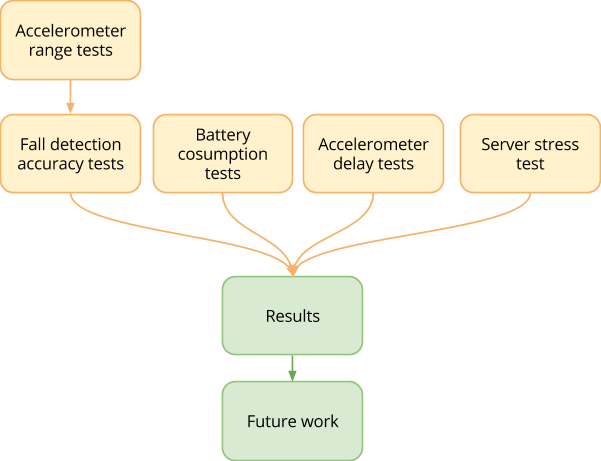 Accelerometer
range tests
Fall detection
accuracy tests
Battery
cosumption
tests
Accelerometer
delay tests
Server stress
test
Results
Future work